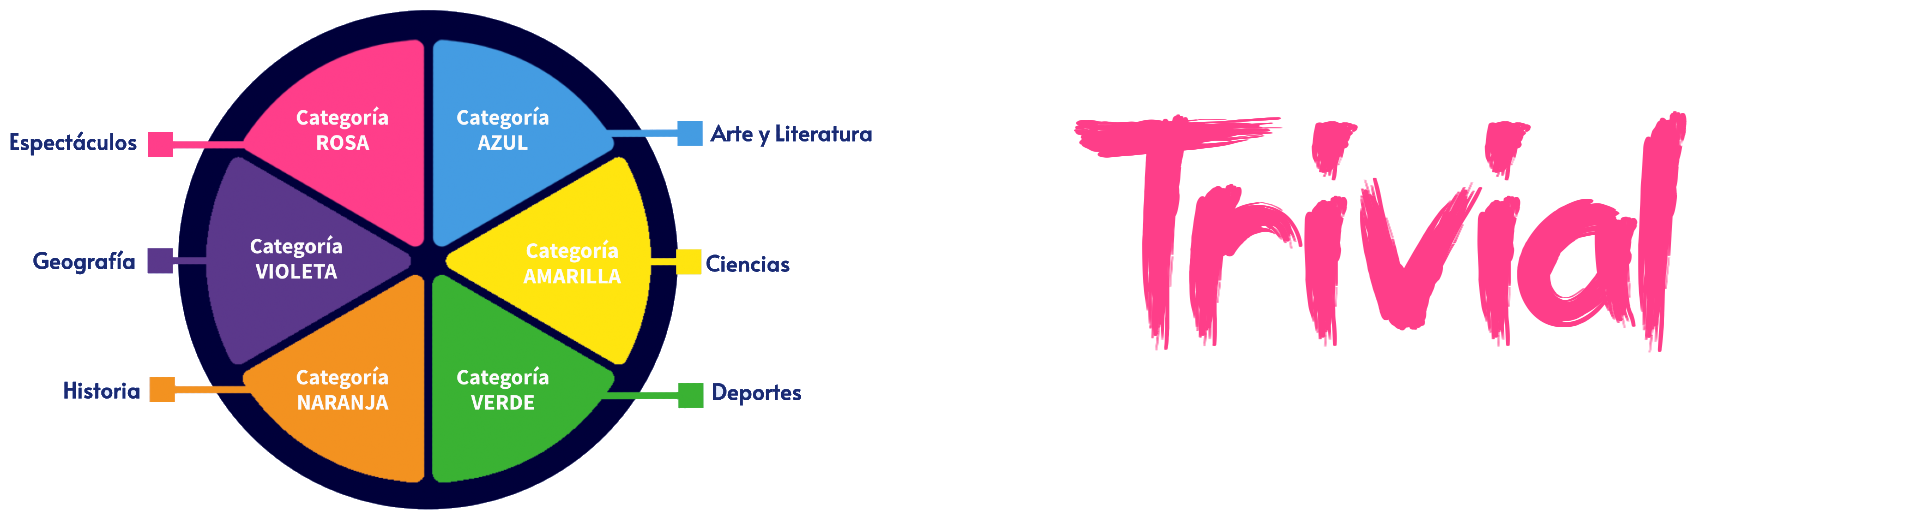 Categoría
ROSA
Categoría
AZUL
Espectáculos
Arte y Literatura
Categoría
VIOLETA
Categoría
AMARILLA
Geografía
Ciencias
Categoría
NARANJA
Categoría
VERDE
Historia
Deportes
Trivial